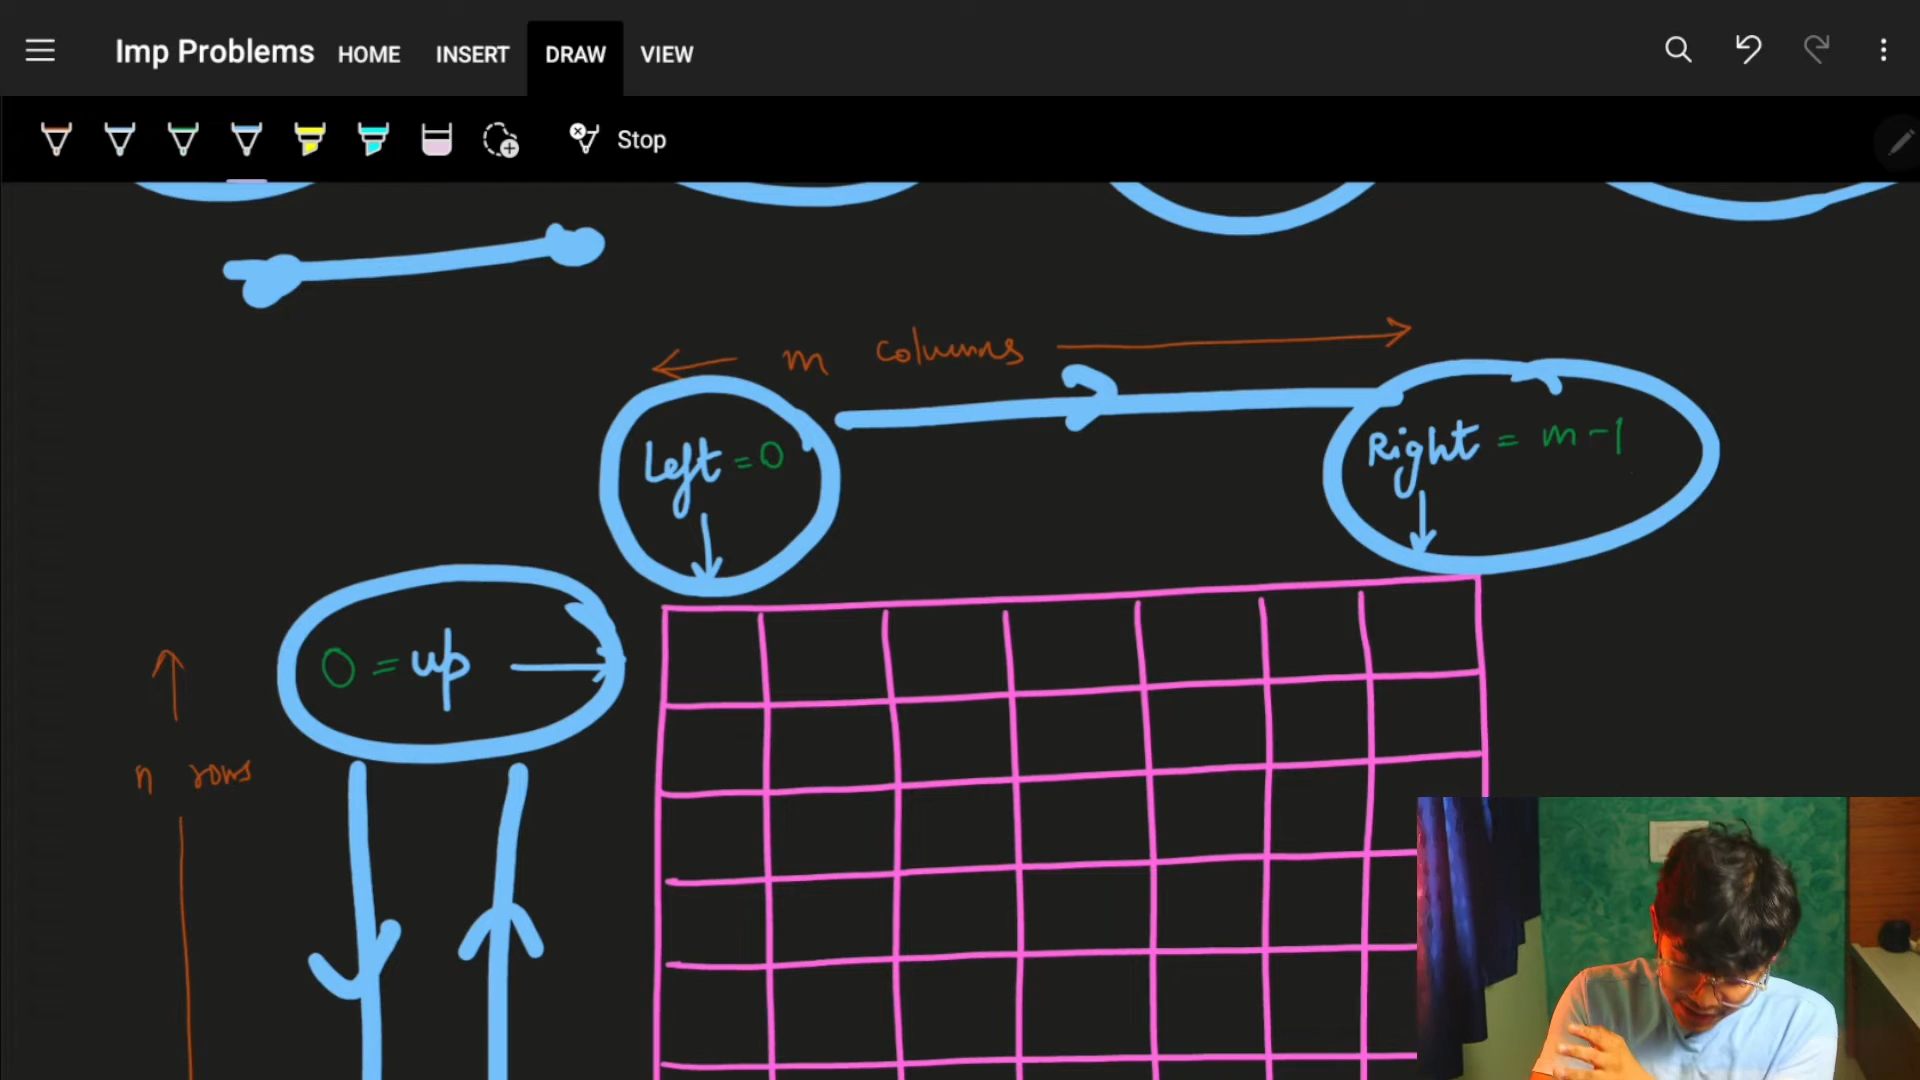 Imp Problems HOME INSERT DRAW VIEW
Stop
m columns
Left = 0
Right = m - 1
0 = up
n rows